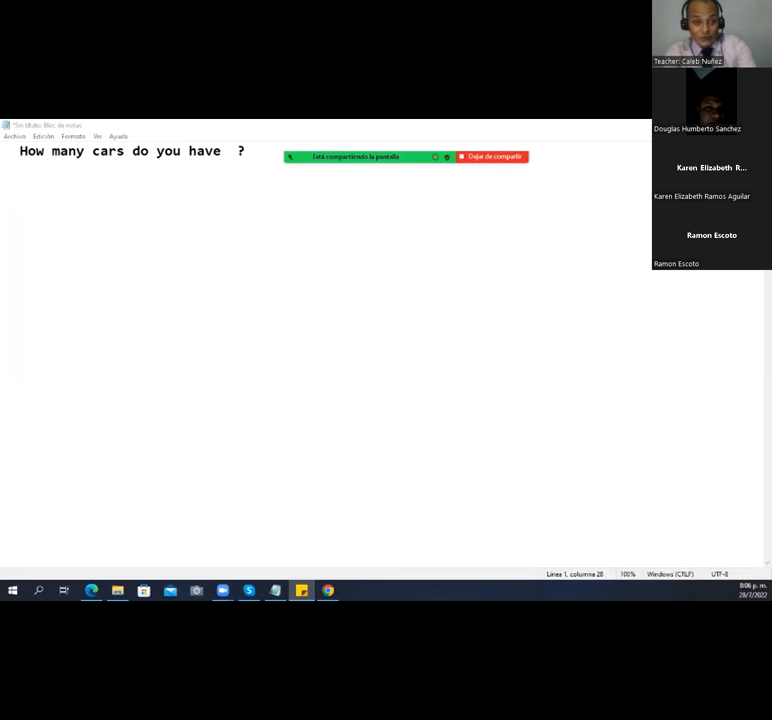 Teacher: Caleb Nuñez
Douglas Humberto Sanchez
Karen Elizabeth R...
Karen Elizabeth Ramos Aguilar
Ramon Escoto
Ramon Escoto
*Sin título: Bloc de notas
Archivo Edición Formato Ver Ayuda
How many cars do you have ?
Está compartiendo la pantalla
Dejar de compartir
Línea 1, columna 28 100% Windows (CRLF) UTF-8
8:06 p. m.
28/7/2022